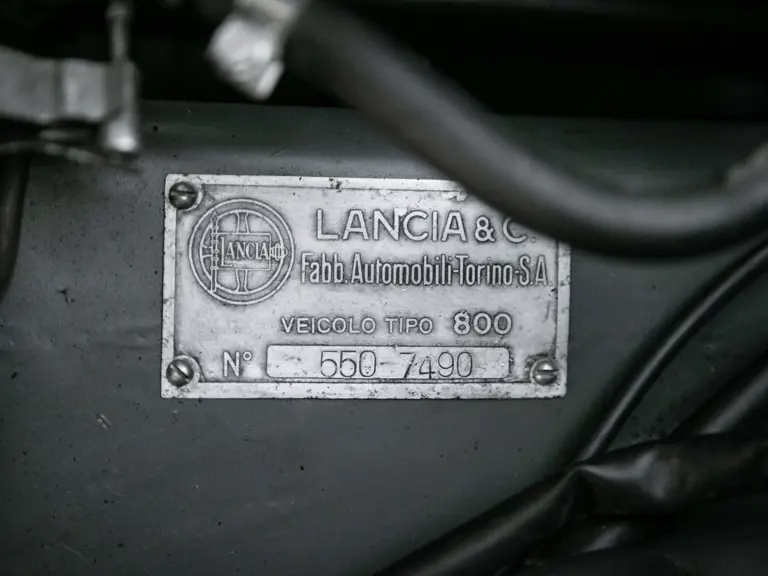 LANCIA
LANCIA & C.
Fabb. Automobili-Torino-S.A.
VEICOLO TIPO 800
N° 550-7490